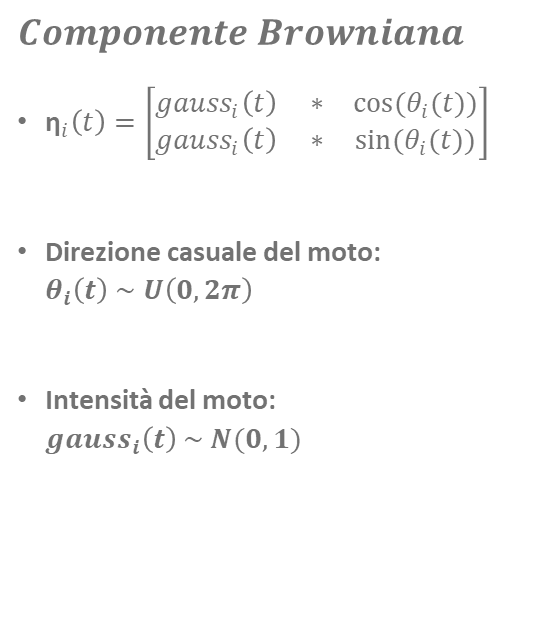 Componente Browniana
• η_i(t) = [gauss_i(t) * cos(θ_i(t))
gauss_i(t) * sin(θ_i(t))]
• Direzione casuale del moto:
θ_i(t) ~ U(0, 2π)
• Intensità del moto:
gauss_i(t) ~ N(0, 1)